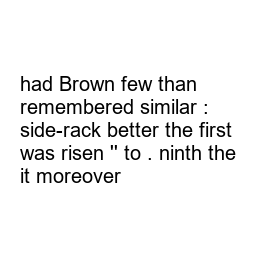 had Brown few than
remembered similar :
side-rack better the first
was risen " to . ninth the
it moreover